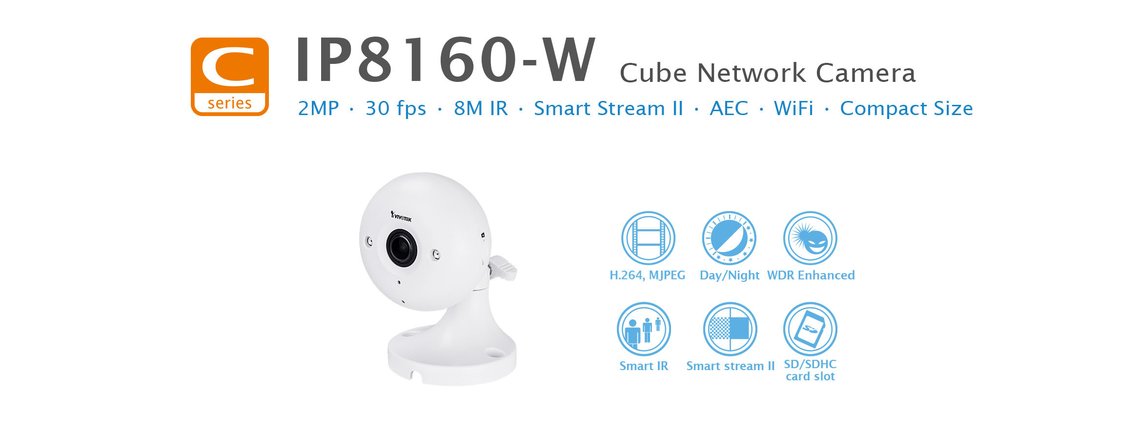 C
series
IP8160-W Cube Network Camera
2MP · 30 fps · 8M IR · Smart Stream II · AEC · WiFi · Compact Size
VIVOTEK
H.264, MJPEG
Day/Night
WDR Enhanced
Smart IR
Smart stream II
SD/SDHC
card slot